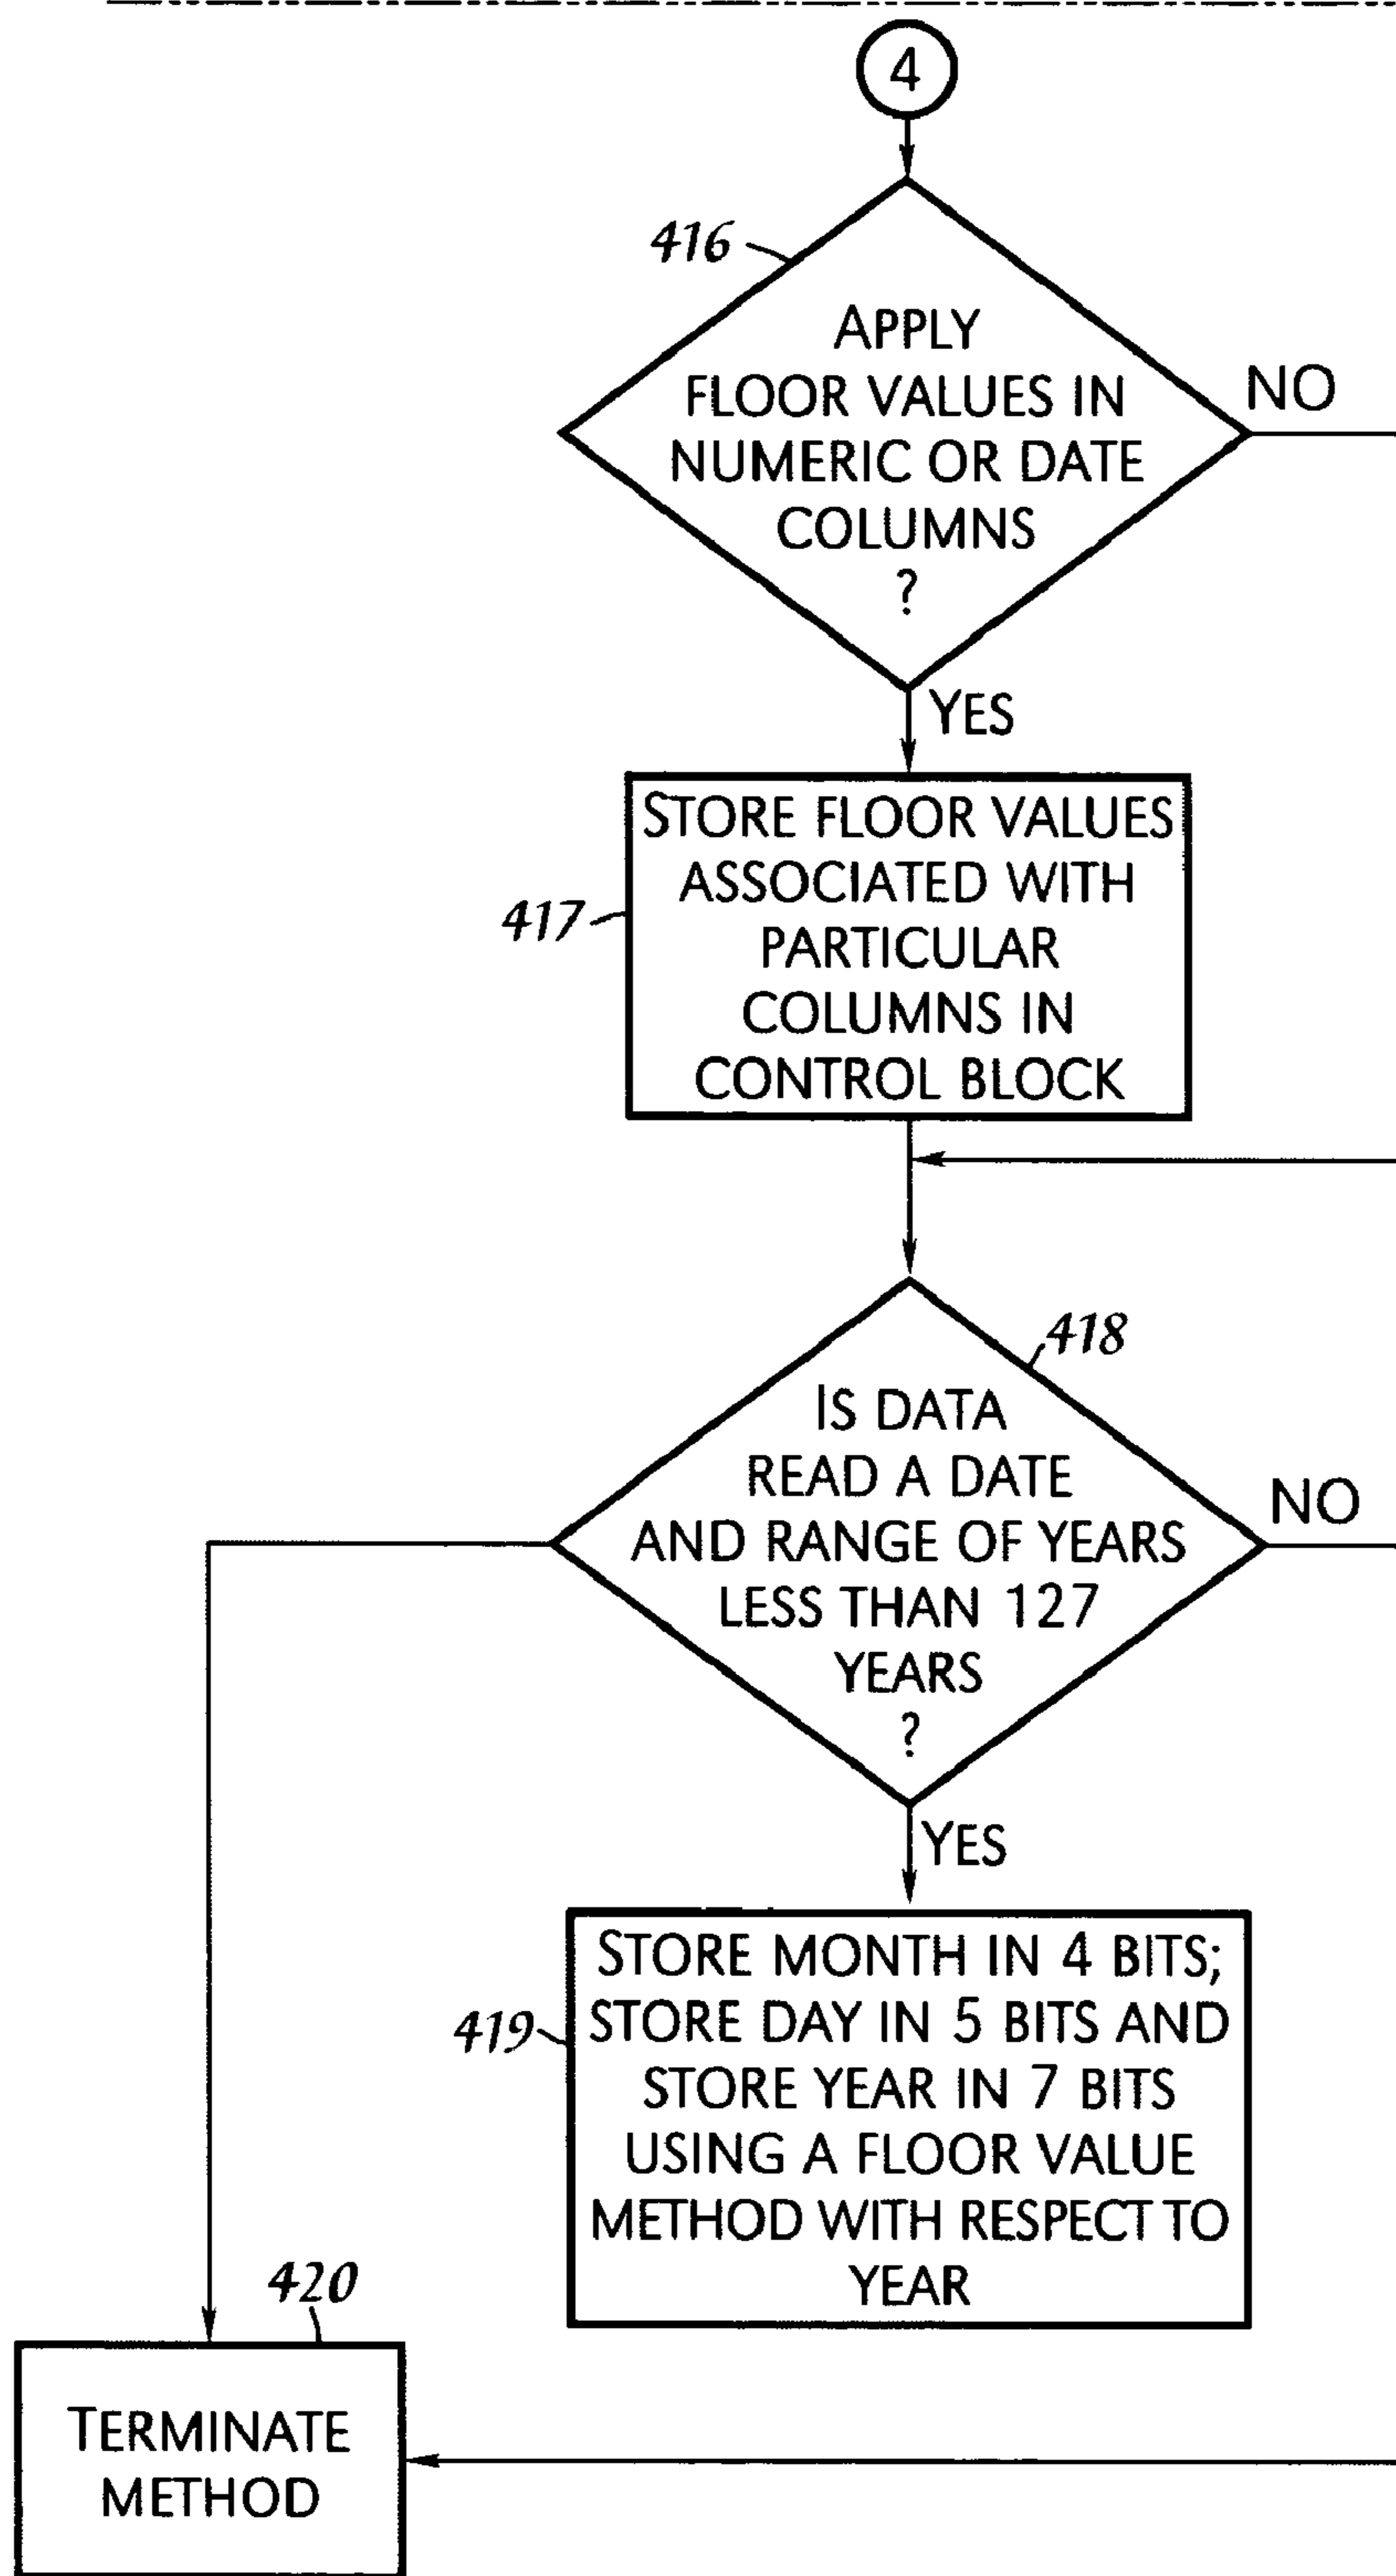 4
416
APPLY
FLOOR VALUES IN
NUMERIC OR DATE
COLUMNS
?
NO
YES
417
STORE FLOOR VALUES
ASSOCIATED WITH
PARTICULAR
COLUMNS IN
CONTROL BLOCK
418
IS DATA
READ A DATE
AND RANGE OF YEARS
LESS THAN 127
YEARS
?
NO
YES
419
STORE MONTH IN 4 BITS;
STORE DAY IN 5 BITS AND
STORE YEAR IN 7 BITS
USING A FLOOR VALUE
METHOD WITH RESPECT TO
YEAR
420
TERMINATE
METHOD